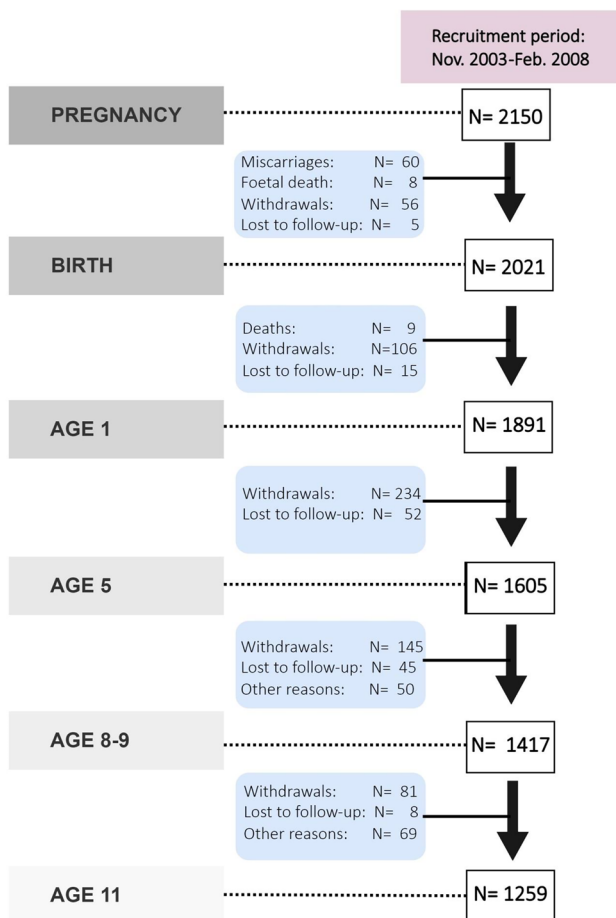 Recruitment period:
Nov. 2003-Feb. 2008
PREGNANCY
N= 2150
Miscarriages: N= 60
Foetal death: N= 8
Withdrawals: N= 56
Lost to follow-up: N= 5
BIRTH
N= 2021
Deaths: N= 9
Withdrawals: N=106
Lost to follow-up: N= 15
AGE 1
N= 1891
Withdrawals: N= 234
Lost to follow-up: N= 52
AGE 5
N= 1605
Withdrawals: N= 145
Lost to follow-up: N= 45
Other reasons: N= 50
AGE 8-9
N= 1417
Withdrawals: N= 81
Lost to follow-up: N= 8
Other reasons: N= 69
AGE 11
N= 1259